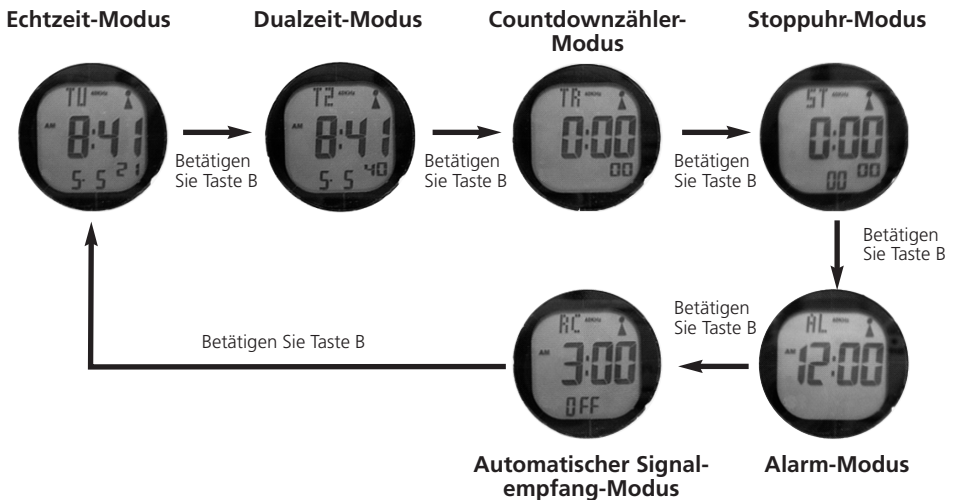 Echtzeit-Modus
Dualzeit-Modus
Countdownzähler-
Modus
Stoppuhr-Modus
TU
AM 8:41
5· 5 21
Betätigen
Sie Taste B
T2
AM 8:41
5· 5 40
Betätigen
Sie Taste B
TR
0:00
00
Betätigen
Sie Taste B
ST
0:00
00 00
Betätigen
Sie Taste B
AL
AM 12:00
Betätigen
Sie Taste B
RC
AM 3:00
OFF
Betätigen Sie Taste B
Automatischer Signal-
empfang-Modus
Alarm-Modus